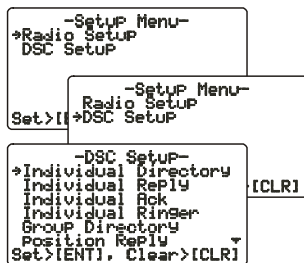 -Setup Menu-
→Radio Setup
DSC Setup
Set>[
-Setup Menu-
Radio Setup
→DSC Setup
[CLR]
-DSC Setup-
→Individual Directory
Individual Reply
Individual Ack
Individual Ringer
Group Directory
Position Reply ▼
Set>[ENT], Clear>[CLR]